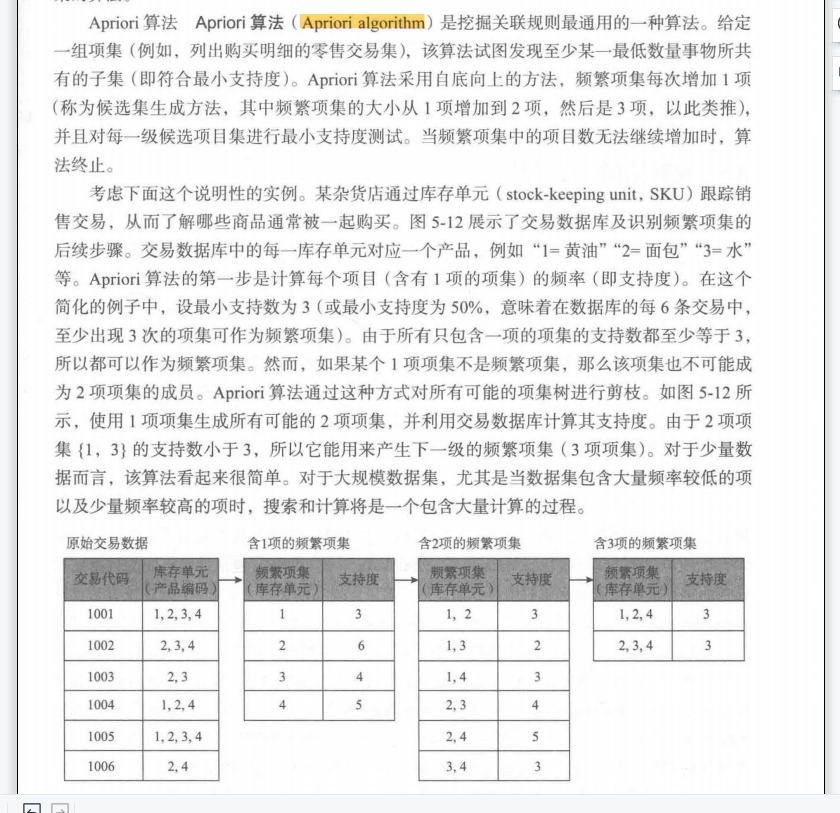 Apriori 算法 Apriori 算法（Apriori algorithm）是挖掘关联规则最通用的一种算法。给定
一组项集（例如，列出购买明细的零售交易集），该算法试图发现至少某一最低数量事物所共
有的子集（即符合最小支持度）。Apriori 算法采用自底向上的方法，频繁项集每次增加 1 项
（称为候选集生成方法，其中频繁项集的大小从 1 项增加到 2 项，然后是 3 项，以此类推），
并且对每一级候选项目集进行最小支持度测试。当频繁项集中的项目数无法继续增加时，算
法终止。
考虑下面这个说明性的实例。某杂货店通过库存单元（stock-keeping unit, SKU）跟踪销
售交易，从而了解哪些商品通常被一起购买。图 5-12 展示了交易数据库及识别频繁项集的
后续步骤。交易数据库中的每一库存单元对应一个产品，例如“1= 黄油”“2= 面包”“3= 水”
等。Apriori 算法的第一步是计算每个项目（含有 1 项的项集）的频率（即支持度）。在这个
简化的例子中，设最小支持数为 3（或最小支持度为 50%，意味着在数据库的每 6 条交易中，
至少出现 3 次的项集可作为频繁项集）。由于所有只包含一项的项集的支持数都至少等于 3，
所以都可以作为频繁项集。然而，如果某个 1 项项集不是频繁项集，那么该项集也不可能成
为 2 项项集的成员。Apriori 算法通过这种方式对所有可能的项集树进行剪枝。如图 5-12 所
示，使用 1 项项集生成所有可能的 2 项项集，并利用交易数据库计算其支持度。由于 2 项项
集 {1, 3} 的支持数小于 3，所以它能用来产生下一级的频繁项集（3 项项集）。对于少量数
据而言，该算法看起来很简单。对于大规模数据集，尤其是当数据集包含大量频率较低的项
以及少量频率较高的项时，搜索和计算将是一个包含大量计算的过程。
原始交易数据 含1项的频繁项集 含2项的频繁项集 含3项的频繁项集
交易代码 库存单元（产品编码） 频繁项集（库存单元） 支持度 频繁项集（库存单元） 支持度 频繁项集（库存单元） 支持度
1001 1, 2, 3, 4 1 3 1, 2 3 1, 2, 4 3
1002 2, 3, 4 2 6 1, 3 2 2, 3, 4 3
1003 2, 3 3 4 1, 4 3
1004 1, 2, 4 4 5 2, 3 4
1005 1, 2, 3, 4 2, 4 5
1006 2, 4 3, 4 3